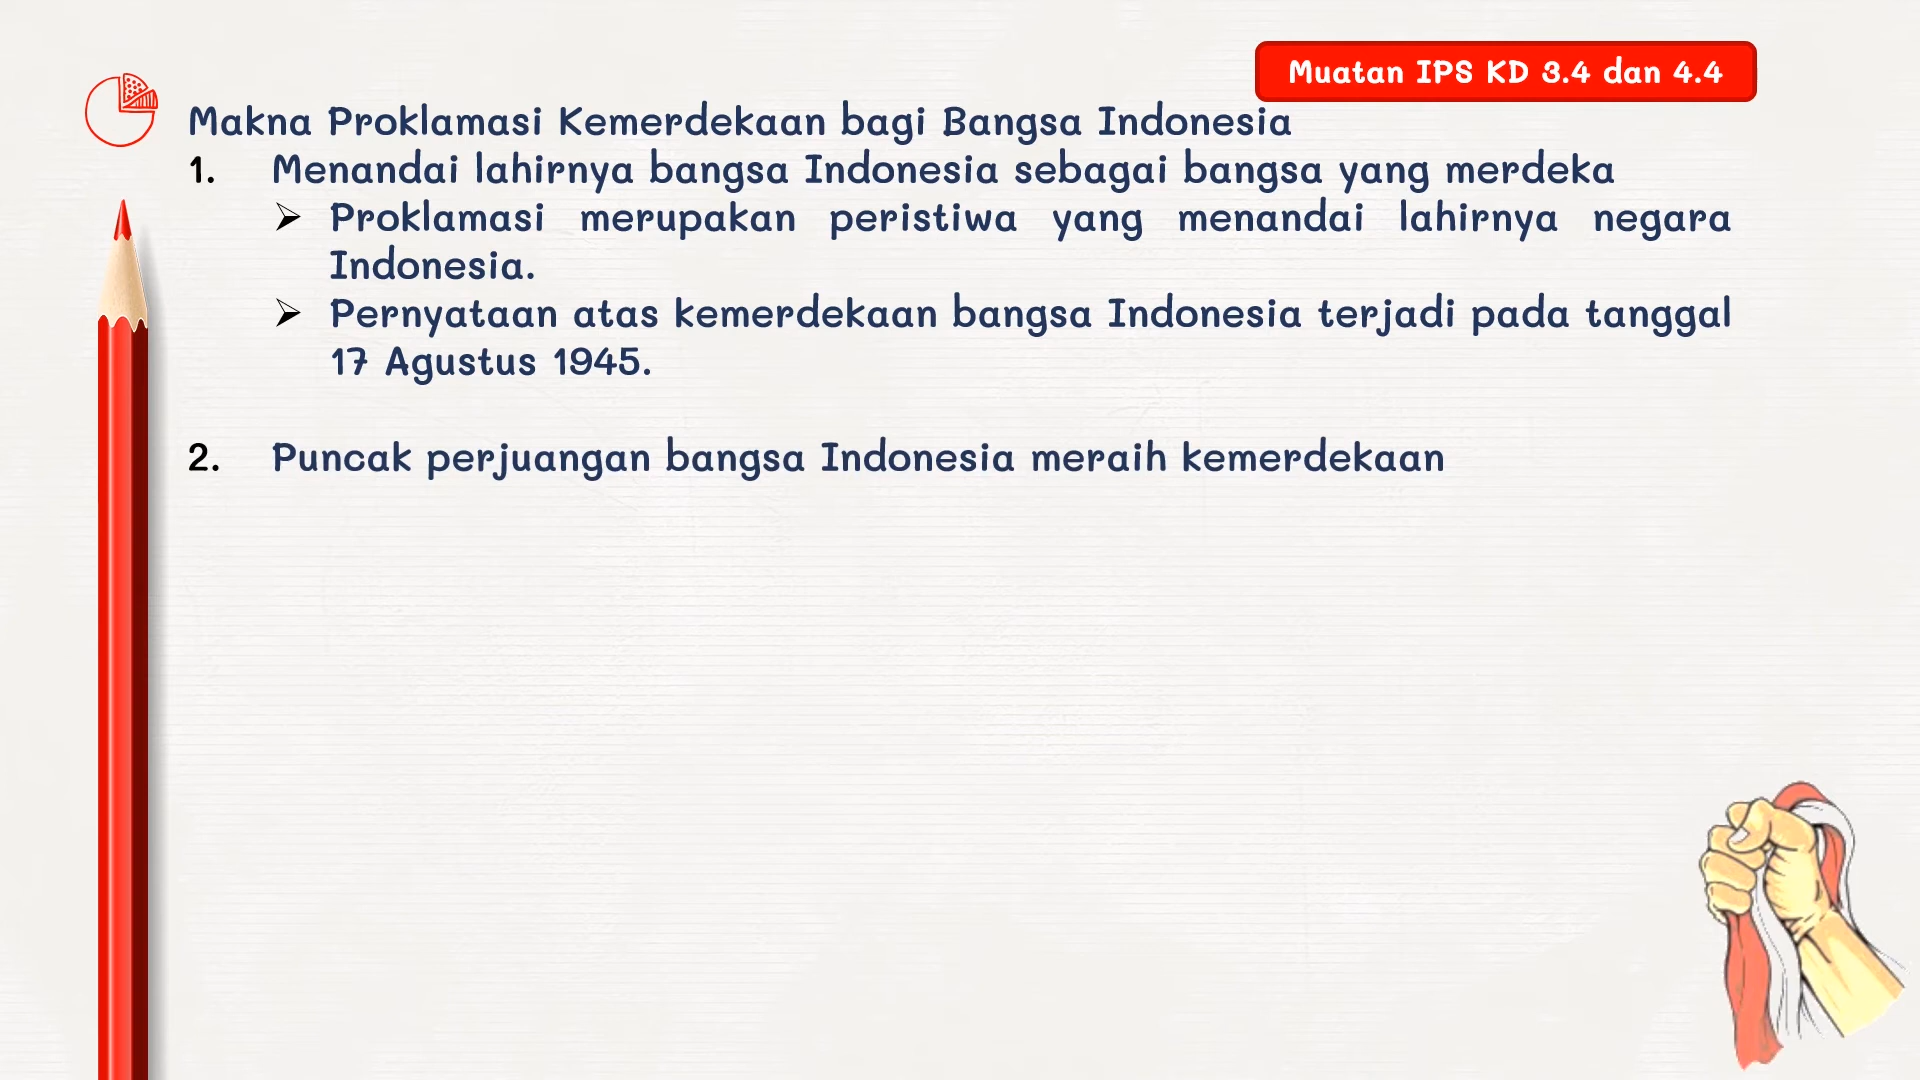 Muatan IPS KD 3.4 dan 4.4
Makna Proklamasi Kemerdekaan bagi Bangsa Indonesia
1. Menandai lahirnya bangsa Indonesia sebagai bangsa yang merdeka
➢ Proklamasi merupakan peristiwa yang menandai lahirnya negara
Indonesia.
➢ Pernyataan atas kemerdekaan bangsa Indonesia terjadi pada tanggal
17 Agustus 1945.
2. Puncak perjuangan bangsa Indonesia meraih kemerdekaan